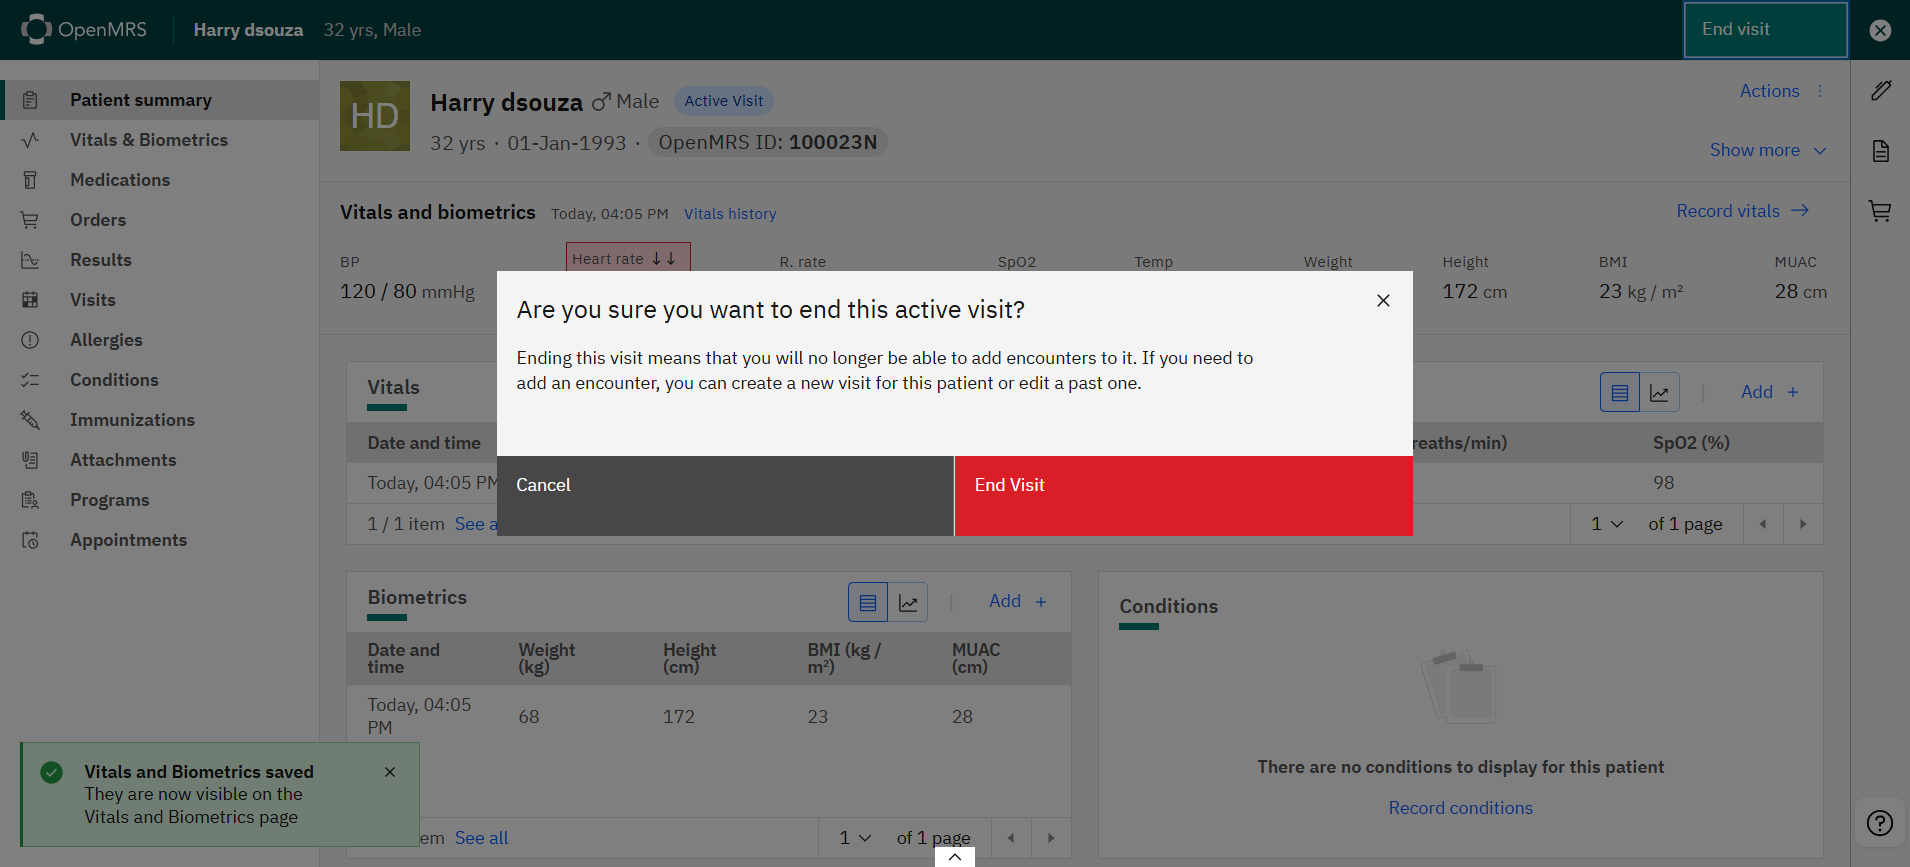 OpenMRS
Harry dsouza 32 yrs, Male
End visit
Patient summary
Vitals & Biometrics
Medications
Orders
Results
Visits
Allergies
Conditions
Immunizations
Attachments
Programs
Appointments
HD
Harry dsouza Male Active Visit
32 yrs · 01-Jan-1993 · OpenMRS ID: 100023N
Actions
Show more
Vitals and biometrics Today, 04:05 PM Vitals history
Record vitals
BP Heart rate ↓↓ R. rate SpO2 Temp Weight Height BMI MUAC
120 / 80 mmHg 172 cm 23 kg / m² 28 cm
Are you sure you want to end this active visit?
Ending this visit means that you will no longer be able to add encounters to it. If you need to
add an encounter, you can create a new visit for this patient or edit a past one.
Cancel
End Visit
Vitals
Add +
Date and time reaths/min) SpO2 (%)
Today, 04:05 PM 98
1 / 1 item See a
1 of 1 page
Biometrics
Add +
Date and
time
Weight
(kg)
Height
(cm)
BMI (kg /
m²)
MUAC
(cm)
Today, 04:05
PM
68 172 23 28
em See all
1 of 1 page
Conditions
There are no conditions to display for this patient
Record conditions
Vitals and Biometrics saved
They are now visible on the
Vitals and Biometrics page